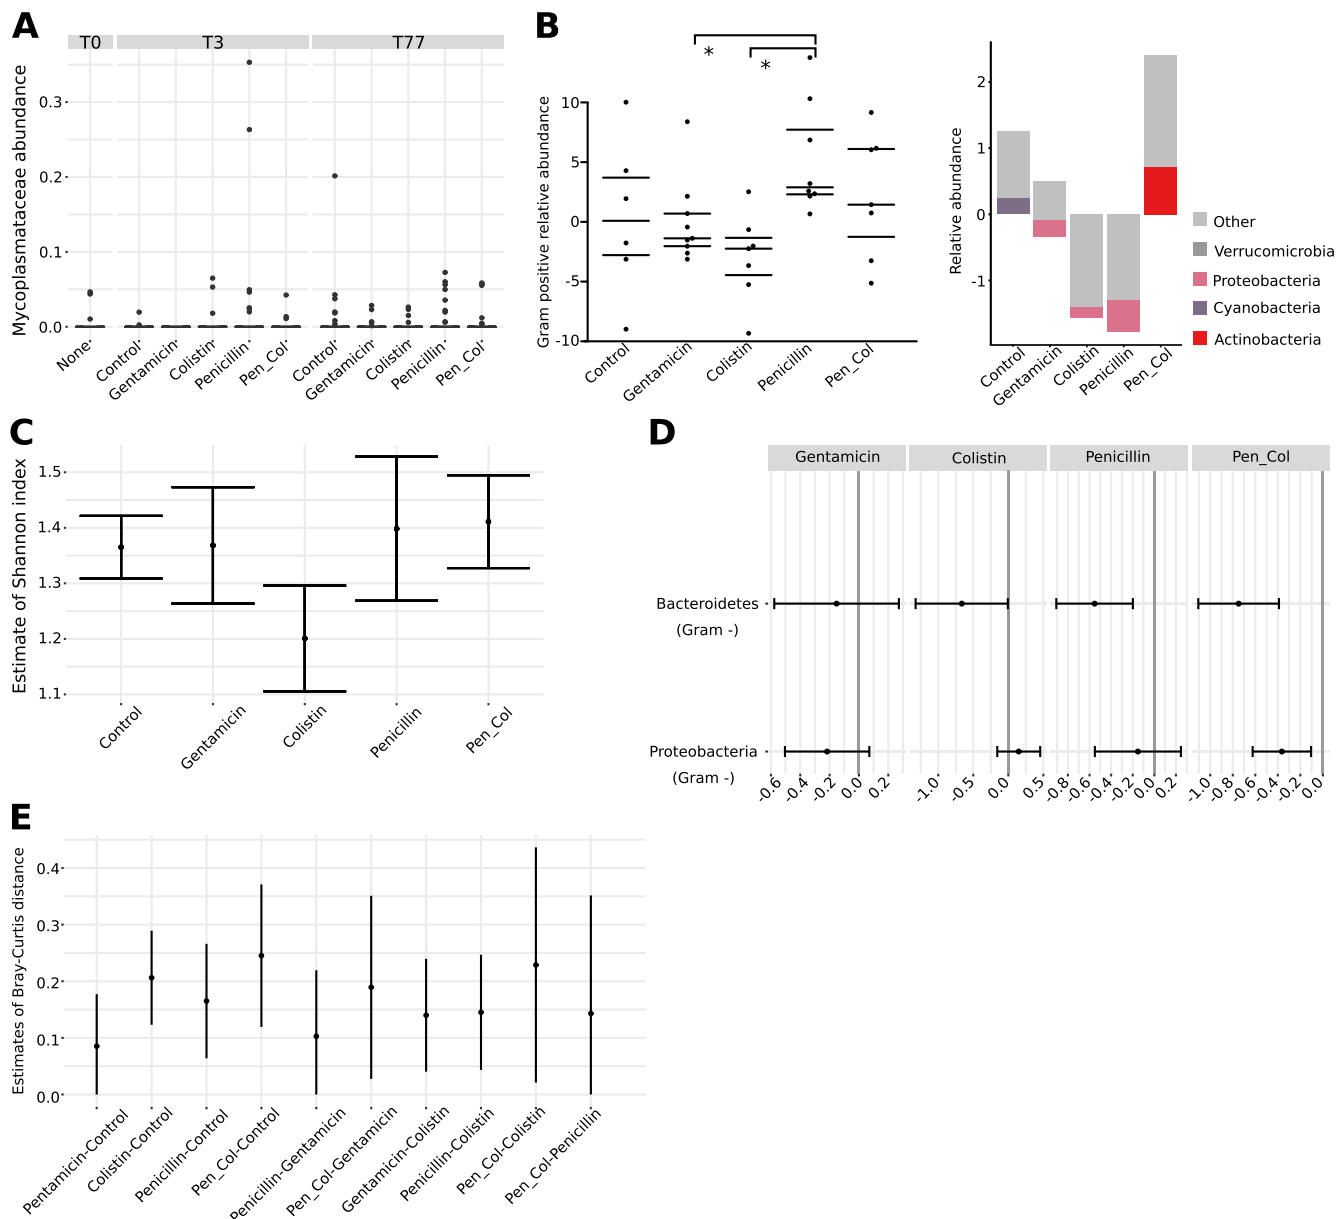 A
T0 T3 T77
Mycoplasmataceae abundance
0.3
0.2
0.1
0.0
None Control Gentamicin Colistin Penicillin Pen_Col Control Gentamicin Colistin Penicillin Pen_Col
B
* *
Gram positive relative abundance
10
5
0
-5
-10
Control Gentamicin Colistin Penicillin Pen_Col
Relative abundance
2
1
0
-1
Control Gentamicin Colistin Penicillin Pen_Col
Other
Verrucomicrobia
Proteobacteria
Cyanobacteria
Actinobacteria
C
Estimate of Shannon index
1.5
1.4
1.3
1.2
1.1
Control Gentamicin Colistin Penicillin Pen_Col
D
Gentamicin Colistin Penicillin Pen_Col
Bacteroidetes
(Gram -)
Proteobacteria
(Gram -)
-0.6 -0.4 -0.2 0.0 0.2 -1.0 -0.5 0.0 0.5 -0.8 -0.6 -0.4 -0.2 0.0 0.2 -1.0 -0.8 -0.6 -0.4 -0.2 0.0
E
Estimates of Bray-Curtis distance
0.4
0.3
0.2
0.1
0.0
Pentamicin-Control Colistin-Control Penicillin-Control Pen_Col-Control Penicillin-Gentamicin Pen_Col-Gentamicin Gentamicin-Colistin Penicillin-Colistin Pen_Col-Colistin Pen_Col-Penicillin